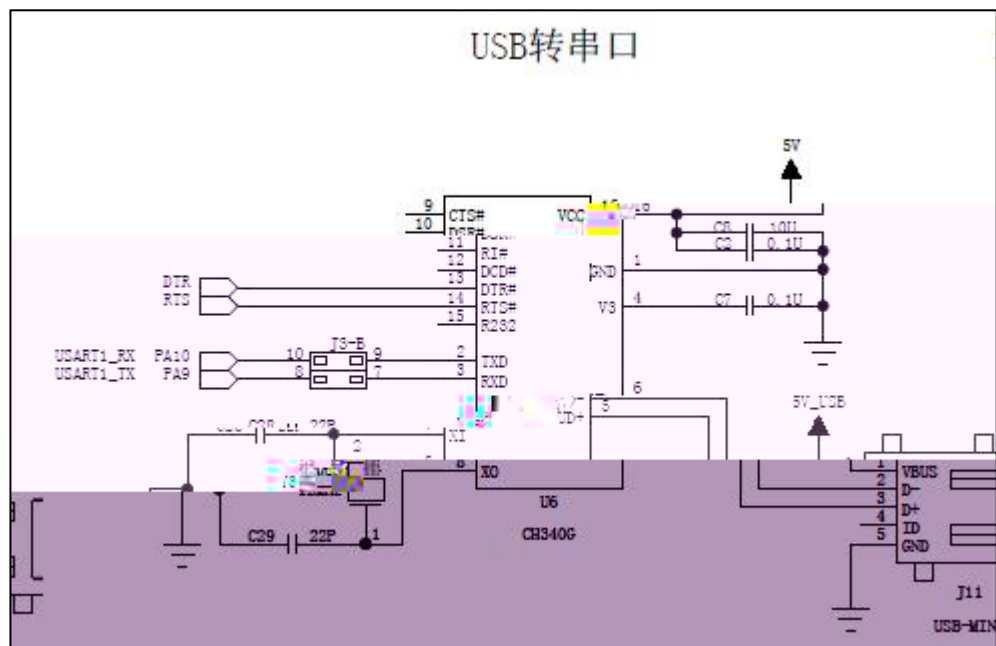 USB转串口
5V
9 CTS# VCC
10
C8 10U
11 C2 0.1U
12 RI#
13 DCD# GND 1
DTR DTR#
RTS 14 RTS# V3 4 C7 0.1U
15 R232
J3-B
USART1_RX PA10 10 9 2 TXD
USART1_TX PA9 8 7 3 RXD
6
5V_USB
UD+
22P
XI
2
1 VBUS
XO 2 D-
U6 3 D+
C29 22P 1 CH340G 4 ID
5 GND
J11
USB-MIN